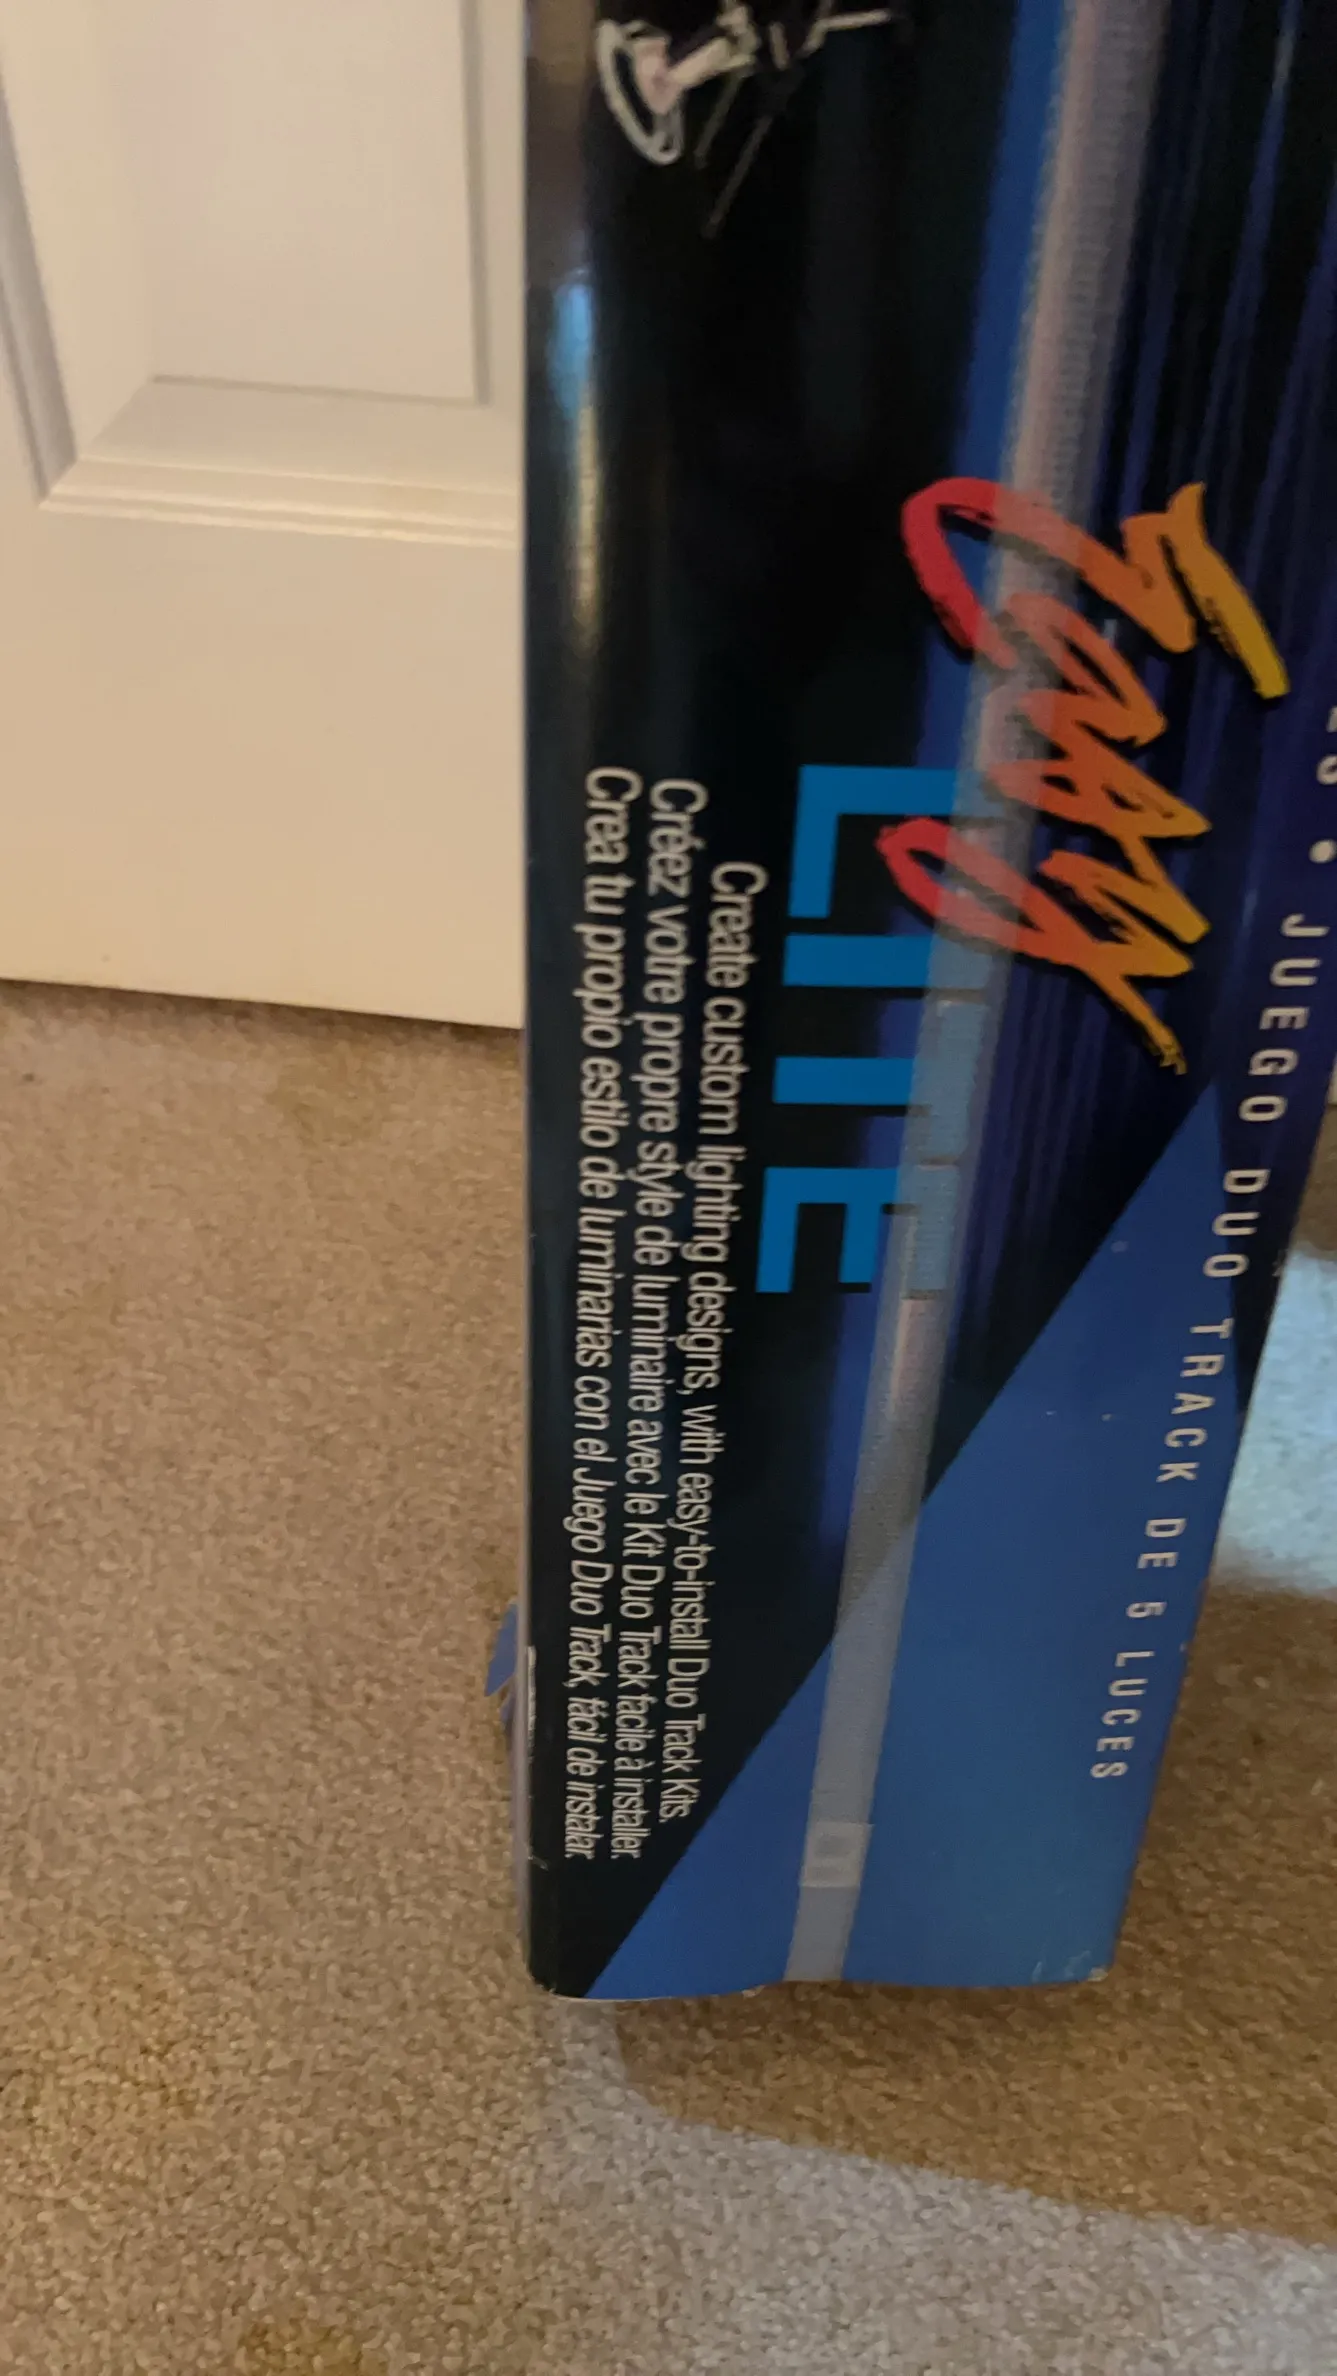 JUEGO DUO TRACK DE 5 LUCES
Easy
LITE
Create custom lighting designs, with easy-to-install Duo Track Kits.
Créez votre propre style de luminaire avec le Kit Duo Track facile à installer.
Crea tu propio estilo de luminarias con el Juego Duo Track, fácil de instalar.